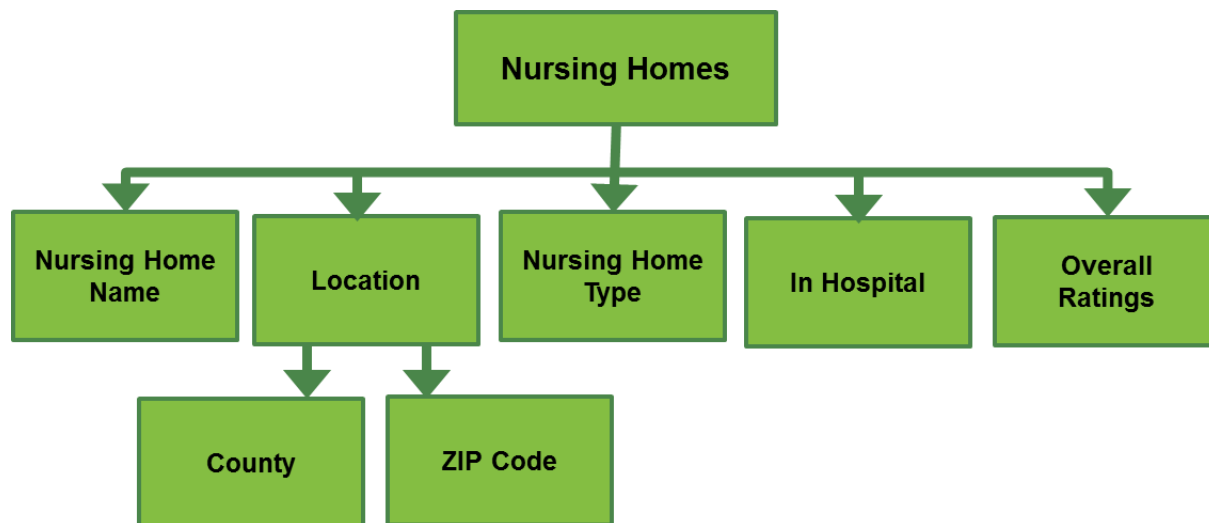 Nursing Homes
Nursing Home
Name
Location
Nursing Home
Type
In Hospital
Overall
Ratings
County
ZIP Code